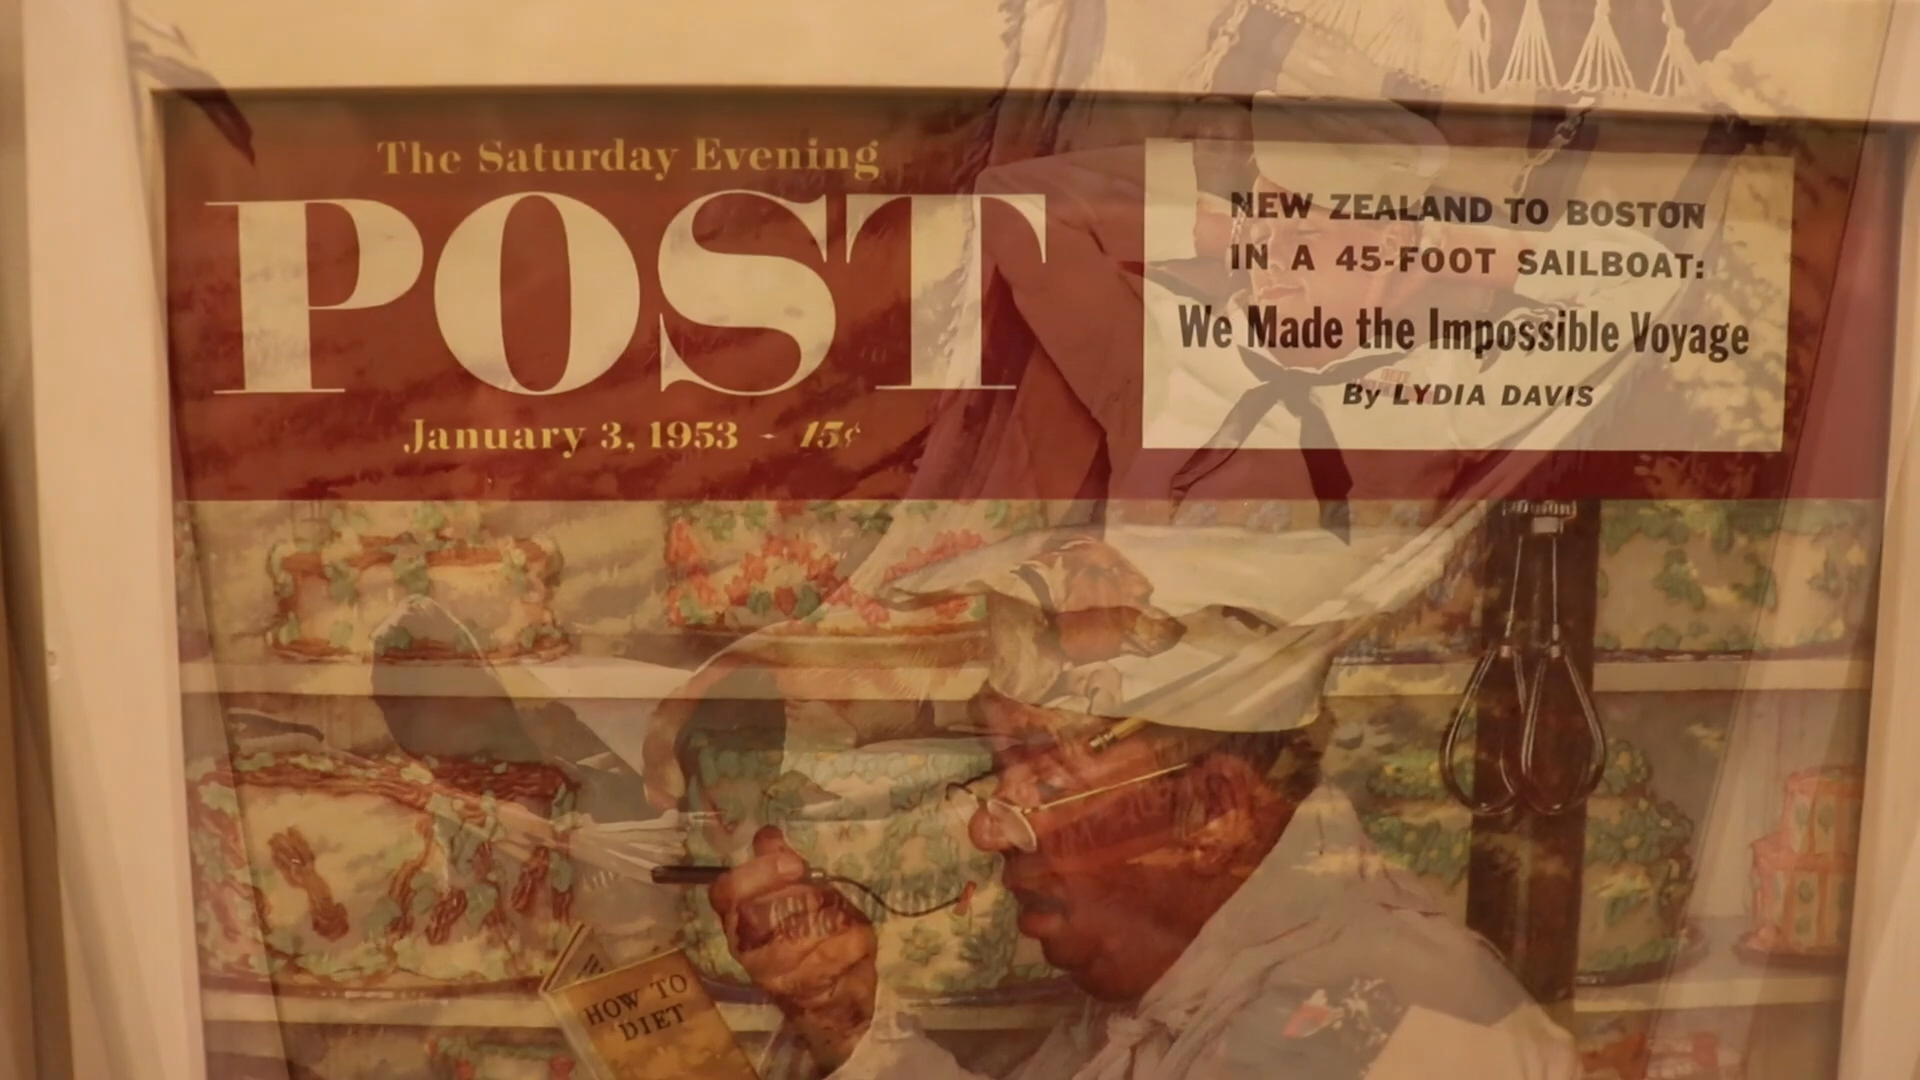 The Saturday Evening
POST
January 3, 1953 - 15¢
NEW ZEALAND TO BOSTON
IN A 45-FOOT SAILBOAT:
We Made the Impossible Voyage
By LYDIA DAVIS
HOW TO
DIET